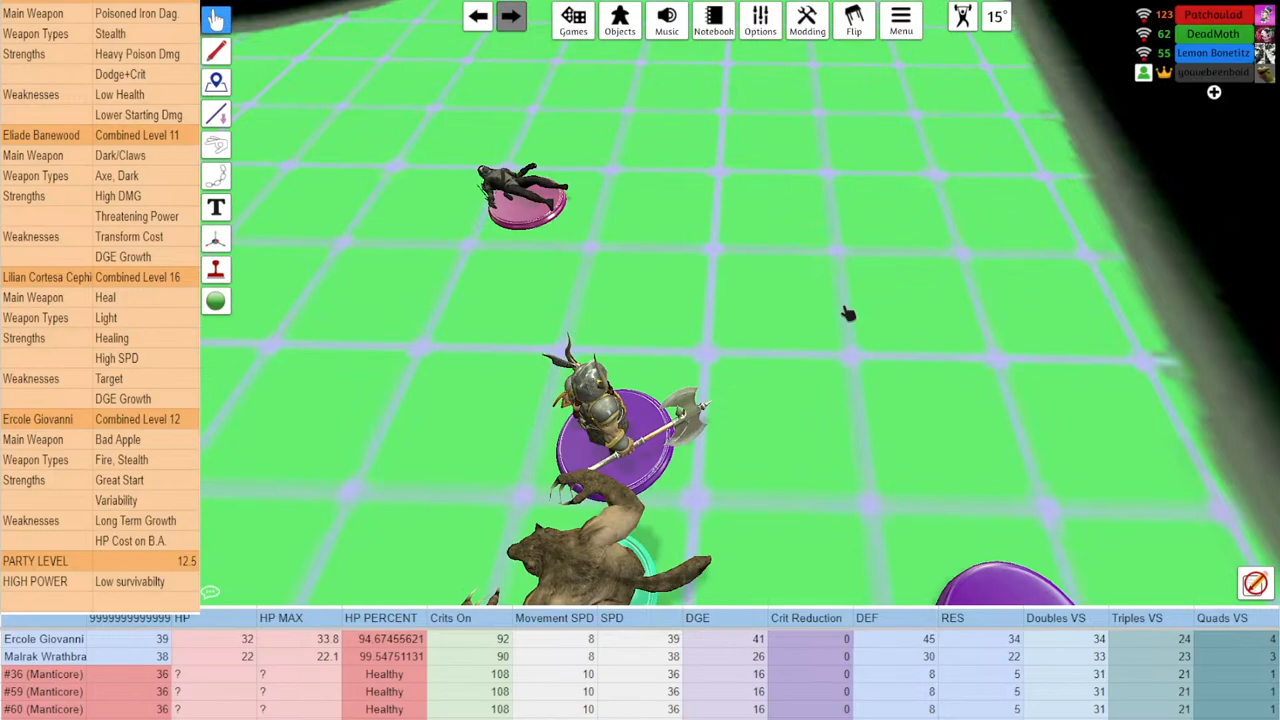 Main Weapon Poisoned Iron Dag.
Weapon Types Stealth
Strengths Heavy Poison Dmg
Dodge+Crit
Weaknesses Low Health
Lower Starting Dmg
Eliade Banewood Combined Level 11
Main Weapon Dark/Claws
Weapon Types Axe, Dark
Strengths High DMG
Threatening Power
Weaknesses Transform Cost
DGE Growth
Lilian Cortesa Cephi Combined Level 16
Main Weapon Heal
Weapon Types Light
Strengths Healing
High SPD
Weaknesses Target
DGE Growth
Ercole Giovanni Combined Level 12
Main Weapon Bad Apple
Weapon Types Fire, Stealth
Strengths Great Start
Variability
Weaknesses Long Term Growth
HP Cost on B.A.
PARTY LEVEL 12.5
HIGH POWER Low survivabilty
T
Games Objects Music Notebook Options Modding Flip Menu 15°
123 Patchoulad
62 DeadMoth
55 Lemon Bonetitz
youvebeenbaid
9999999999999 HP HP MAX HP PERCENT Crits On Movement SPD SPD DGE Crit Reduction DEF RES Doubles VS Triples VS Quads VS
Ercole Giovanni 39 32 33.8 94.67455621 92 8 39 41 0 45 34 34 24 4
Malrak Wrathbra 38 22 22.1 99.54751131 90 8 38 26 0 30 22 33 23 3
#36 (Manticore) 36 ? ? Healthy 108 10 36 16 0 8 5 31 21 1
#59 (Manticore) 36 ? ? Healthy 108 10 36 16 0 8 5 31 21 1
#60 (Manticore) 36 ? ? Healthy 108 10 36 16 0 8 5 31 21 1